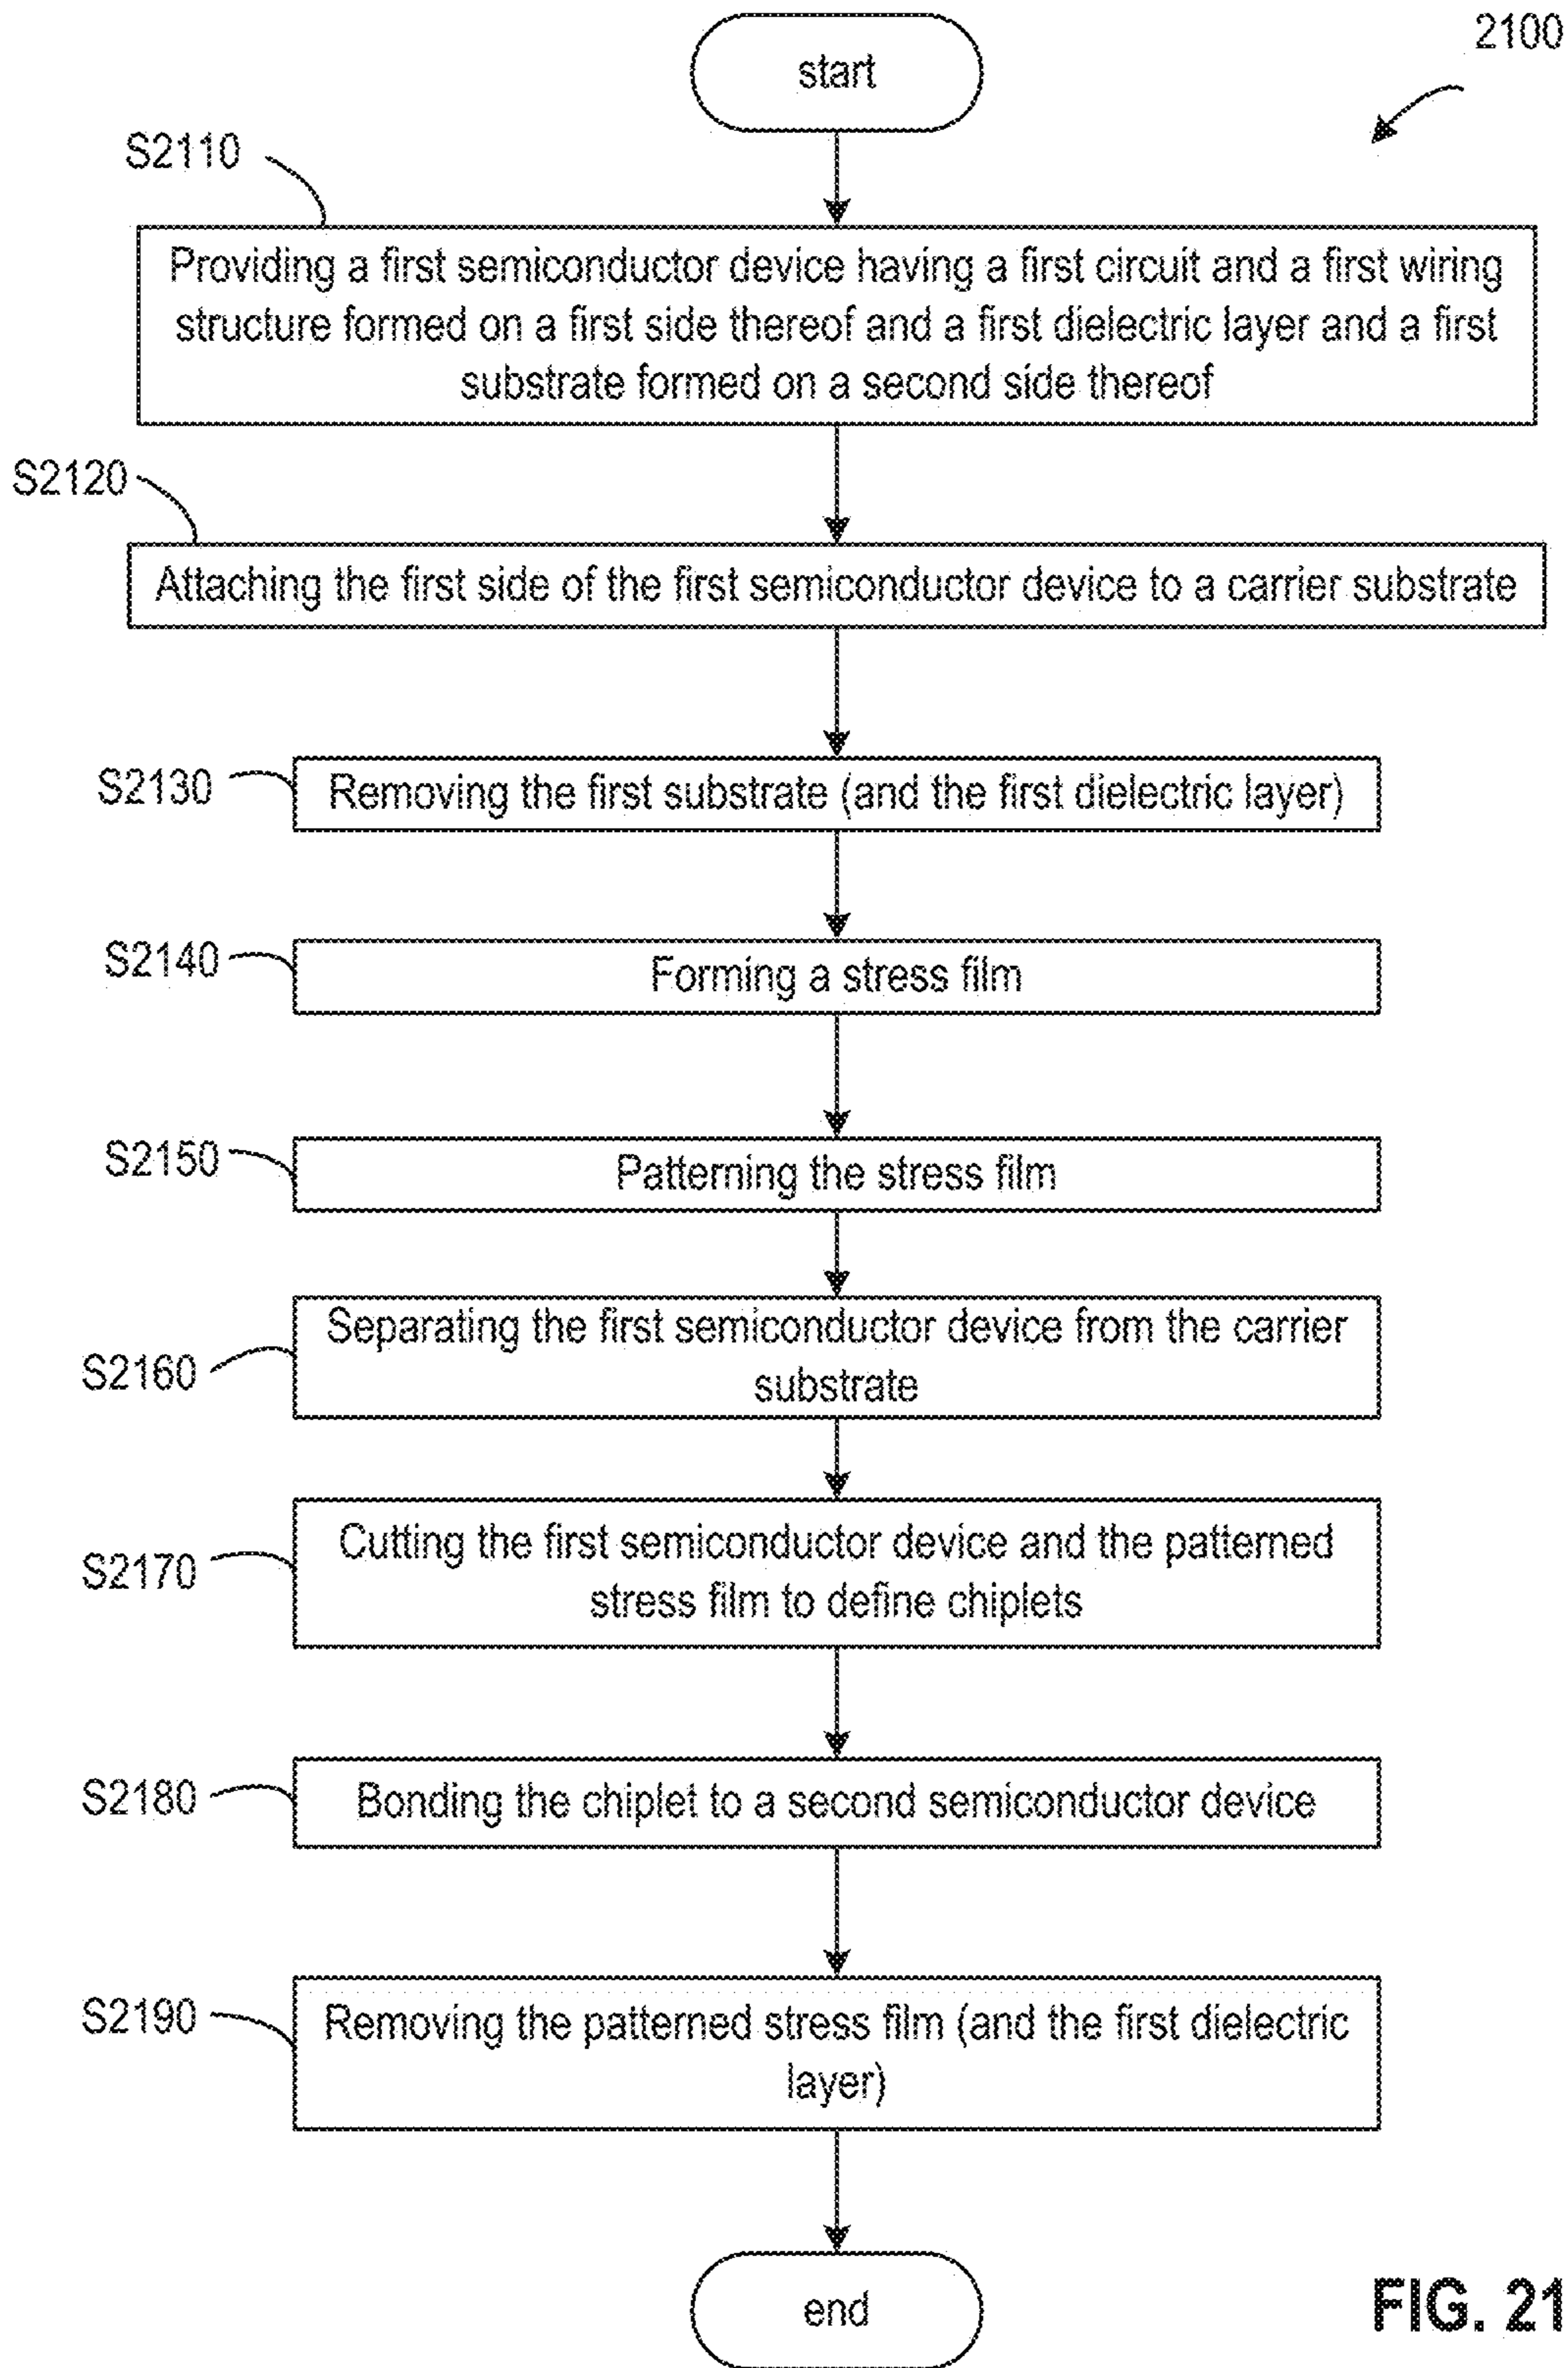 2100
start
S2110
Providing a first semiconductor device having a first circuit and a first wiring
structure formed on a first side thereof and a first dielectric layer and a first
substrate formed on a second side thereof
S2120
Attaching the first side of the first semiconductor device to a carrier substrate
S2130
Removing the first substrate (and the first dielectric layer)
S2140
Forming a stress film
S2150
Patterning the stress film
S2160
Separating the first semiconductor device from the carrier
substrate
S2170
Cutting the first semiconductor device and the patterned
stress film to define chiplets
S2180
Bonding the chiplet to a second semiconductor device
S2190
Removing the patterned stress film (and the first dielectric
layer)
end
FIG. 21